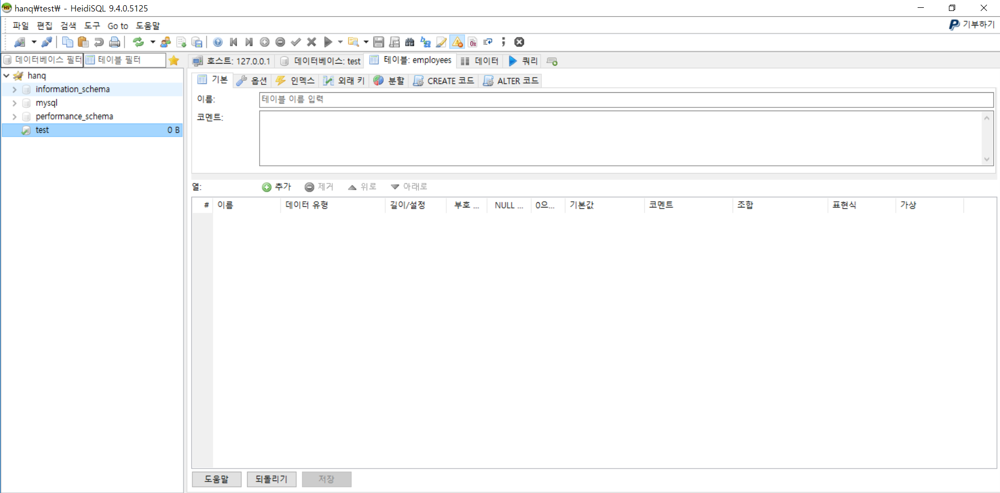 hanq\test\ - HeidiSQL 9.4.0.5125
파일 편집 검색 도구 Go to 도움말
기부하기
데이터베이스 필터 테이블 필터
호스트: 127.0.0.1 데이터베이스: test 테이블: employees 데이터 쿼리
hanq
information_schema
mysql
performance_schema
test 0 B
기본 옵션 인덱스 외래 키 분할 CREATE 코드 ALTER 코드
이름: 테이블 이름 입력
코멘트:
열: 추가 제거 위로 아래로
# 이름 데이터 유형 길이/설정 부호 ... NULL ... 0으... 기본값 코멘트 조합 표현식 가상
도움말 되돌리기 저장